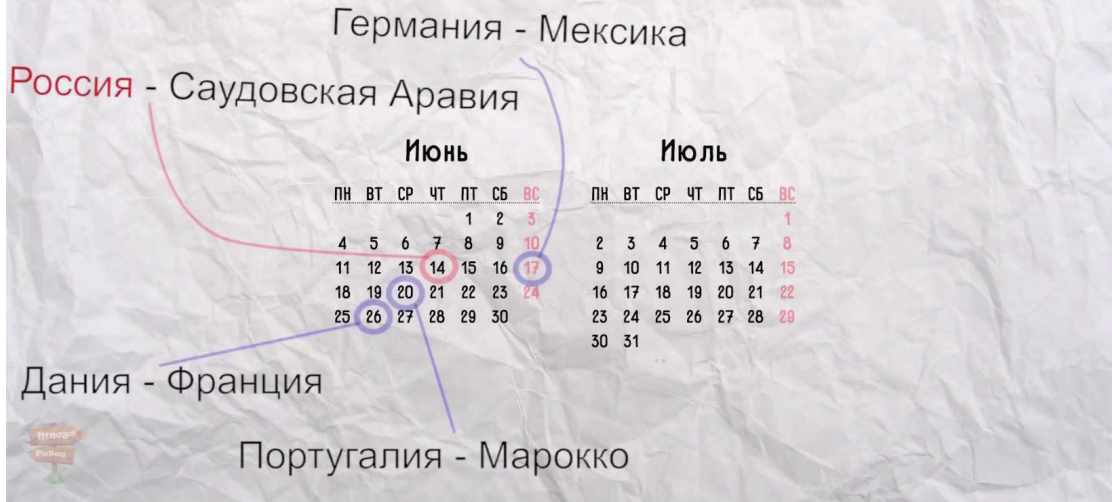 Германия - Мексика
Россия - Саудовская Аравия
Июнь
ПН ВТ СР ЧТ ПТ СБ ВС
1 2 3
4 5 6 7 8 9 10
11 12 13 14 15 16 17
18 19 20 21 22 23 24
25 26 27 28 29 30
Июль
ПН ВТ СР ЧТ ПТ СБ ВС
1
2 3 4 5 6 7 8
9 10 11 12 13 14 15
16 17 18 19 20 21 22
23 24 25 26 27 28 29
30 31
Дания - Франция
Португалия - Марокко